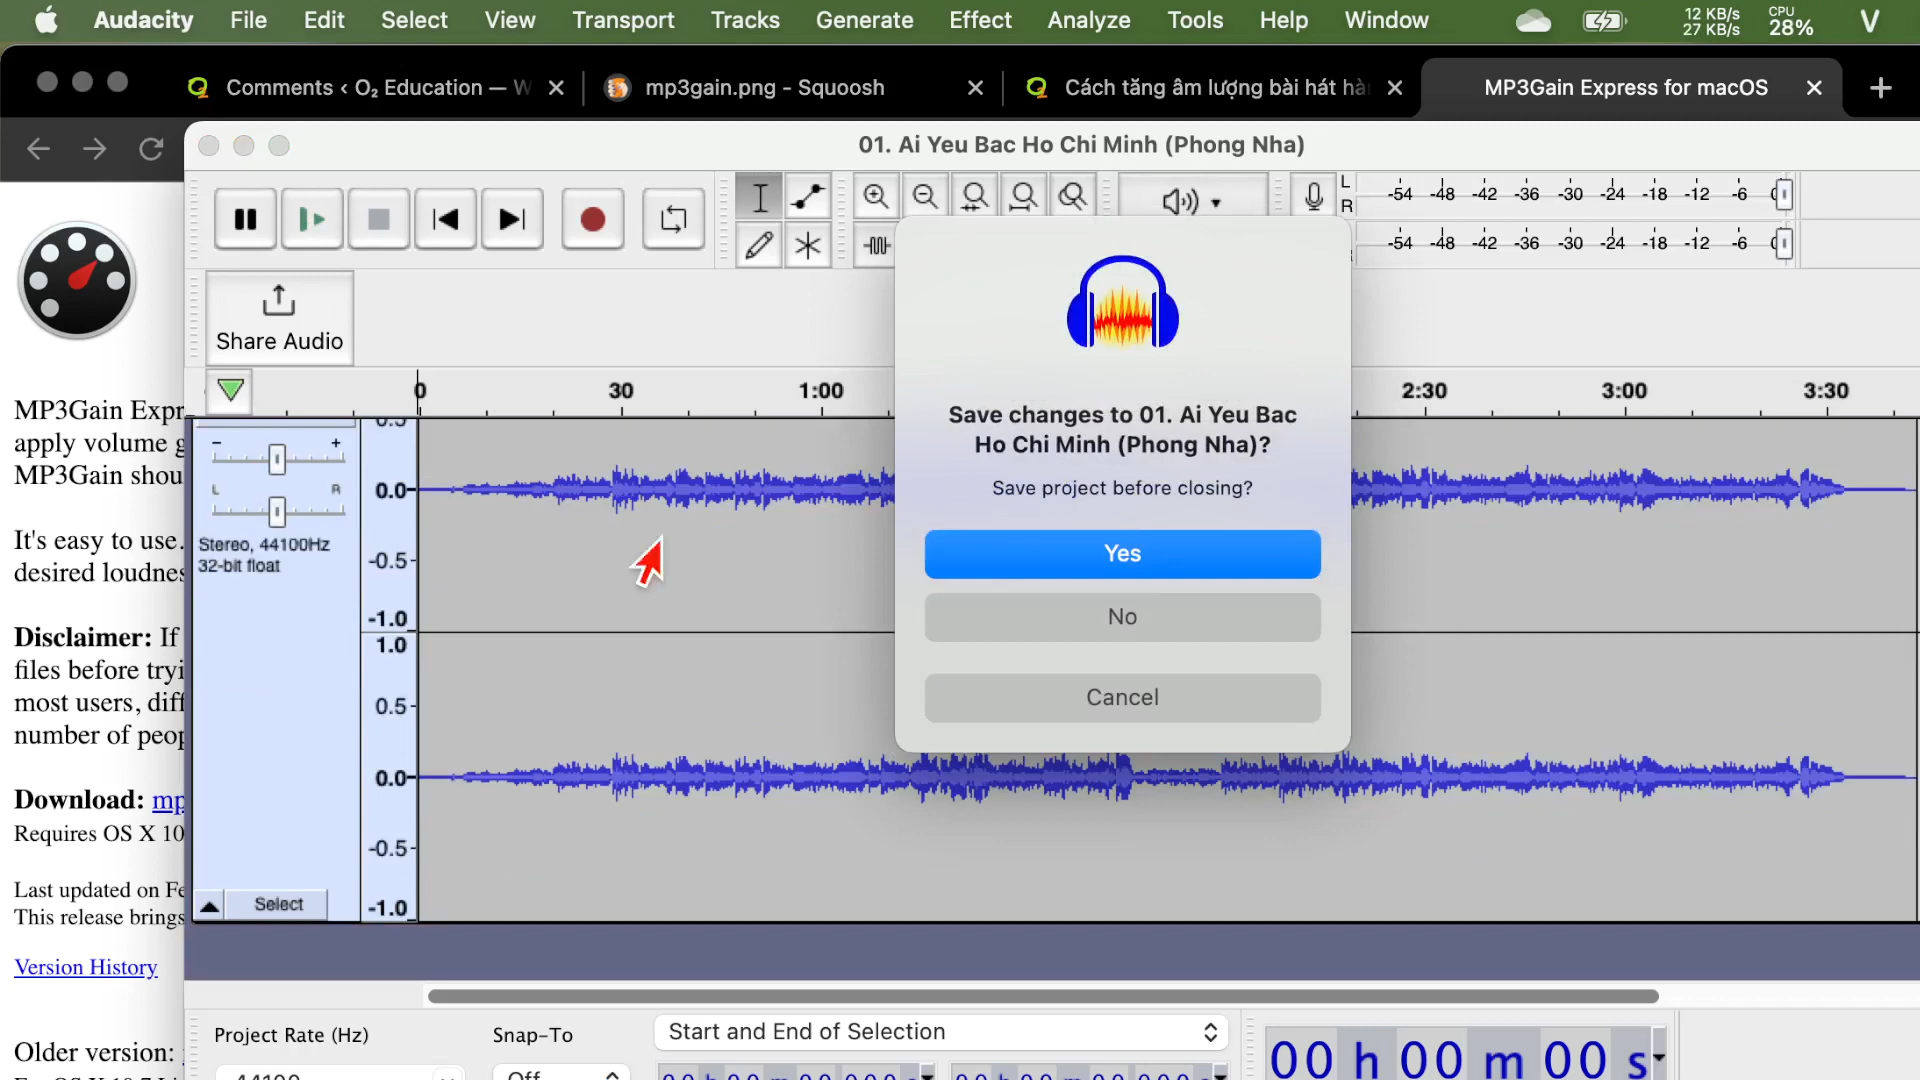 Audacity File Edit Select View Transport Tracks Generate Effect Analyze Tools Help Window 12 KB/s 27 KB/s CPU 28% V
Comments ‹ O₂ Education — W
mp3gain.png - Squoosh
Cách tăng âm lượng bài hát hà
MP3Gain Express for macOS
01. Ai Yeu Bac Ho Chi Minh (Phong Nha)
L -54 -48 -42 -36 -30 -24 -18 -12 -6
R
-54 -48 -42 -36 -30 -24 -18 -12 -6
Share Audio
0 30 1:00 2:30 3:00 3:30
MP3Gain Expr
apply volume g
MP3Gain shou
It's easy to use.
desired loudnes
Disclaimer: If
files before tryi
most users, diff
number of peop
Download: mp
Requires OS X 10
Last updated on Fe
This release brings
Version History
Older version:
- +
L R
Stereo, 44100Hz
32-bit float
Select
0.0
-0.5
-1.0
1.0
0.5
0.0
-0.5
-1.0
Save changes to 01. Ai Yeu Bac
Ho Chi Minh (Phong Nha)?
Save project before closing?
Yes
No
Cancel
Project Rate (Hz)
Snap-To
Start and End of Selection
44100
Off
00 h 00 m 00 s